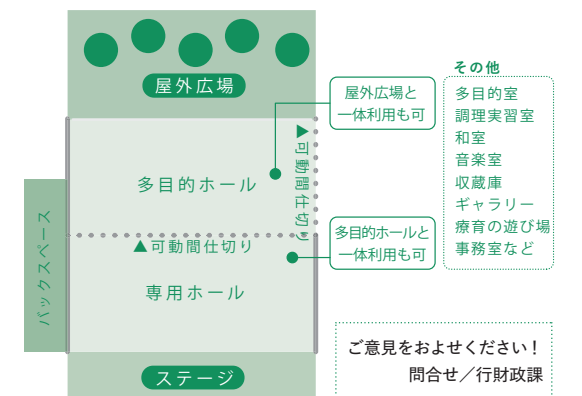 屋外広場
屋外広場と
一体利用も可
▲可動間仕切り
多目的ホール
▲可動間仕切り
多目的ホールと
一体利用も可
専用ホール
バックスペース
ステージ
その他
多目的室
調理実習室
和室
音楽室
収蔵庫
ギャラリー
療育の遊び場
事務室など
ご意見をおよせください！
問合せ／行財政課